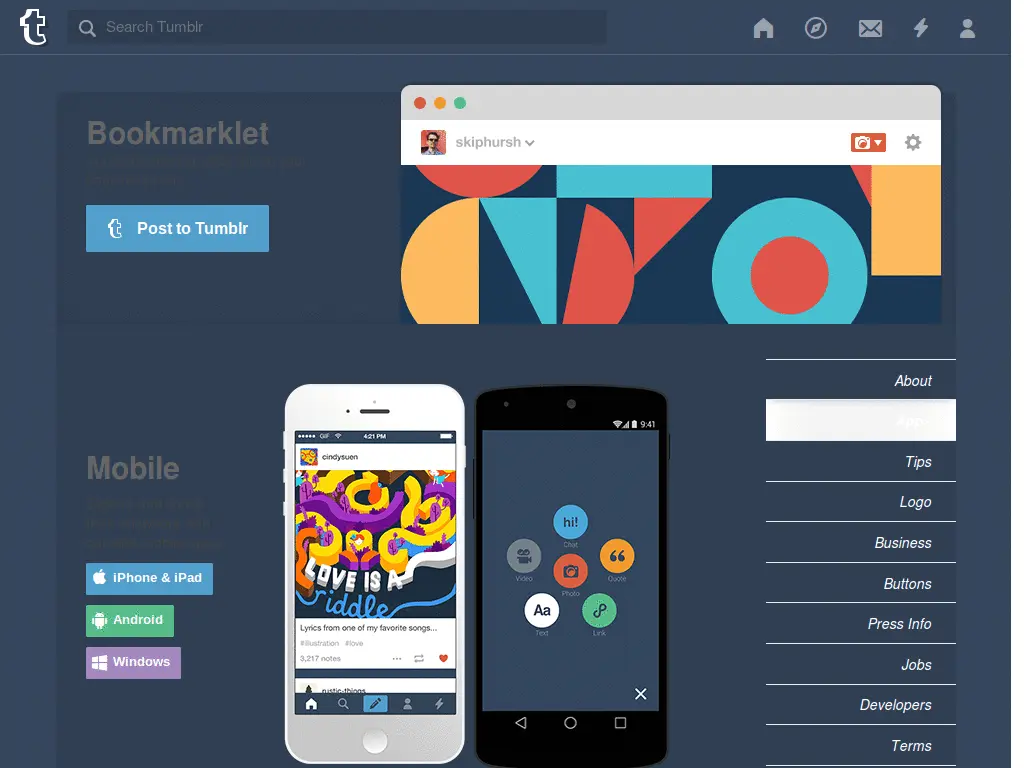 Search Tumblr
Bookmarklet
Post to Tumblr
skiphursh
Mobile
iPhone & iPad
Android
Windows
GIF
4:21 PM
cindysuen
LOVE IS A
riddle
Lyrics from one of my favorite songs...
#illustration #love
3,217 notes
rustic-things
9:41
hi!
Chat
Video
Photo
Quote
Aa
Text
Link
About
Apps
Tips
Logo
Business
Buttons
Press Info
Jobs
Developers
Terms